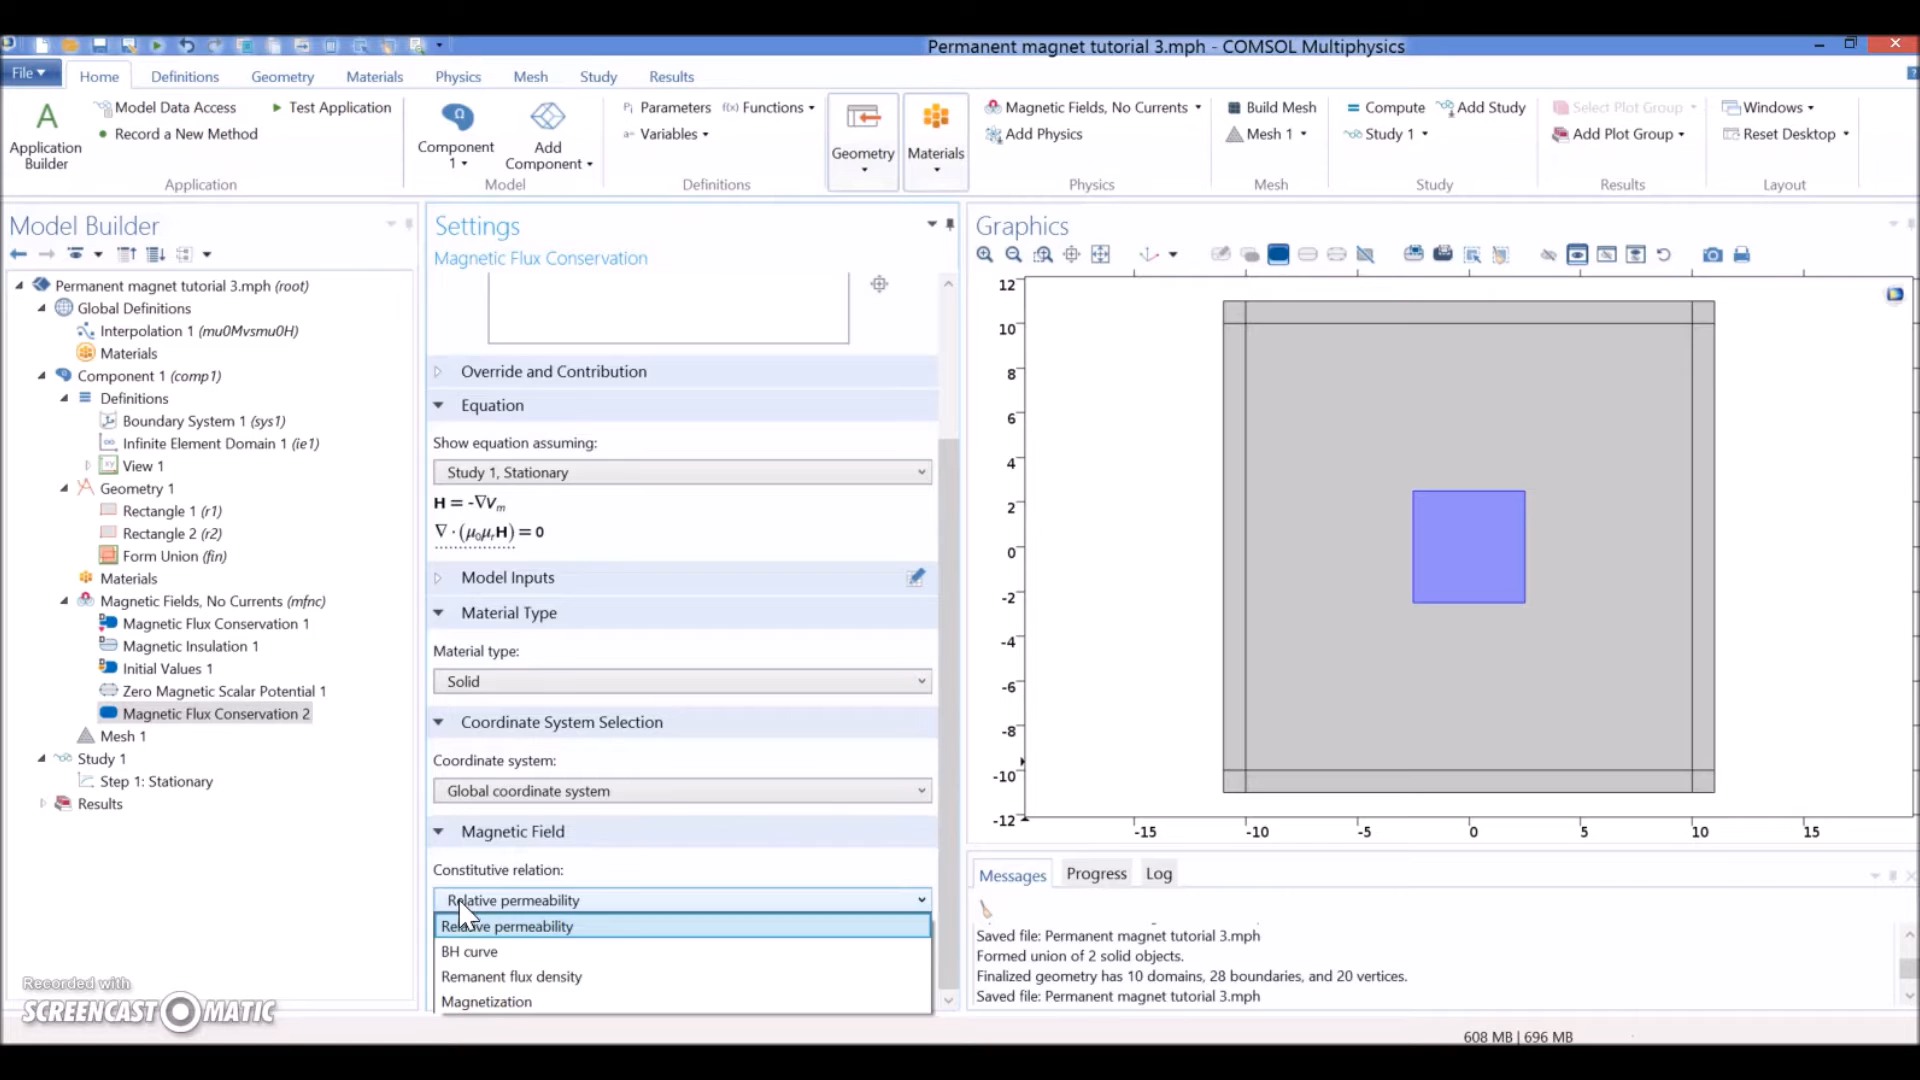 Permanent magnet tutorial 3.mph - COMSOL Multiphysics
File
Home
Definitions
Geometry
Materials
Physics
Mesh
Study
Results
Application Builder
Model Data Access
Record a New Method
Test Application
Application
Component 1
Add Component
Model
Pi Parameters
a= Variables
f(x) Functions
Definitions
Geometry
Materials
Magnetic Fields, No Currents
Add Physics
Physics
Build Mesh
Mesh 1
Mesh
Compute
Study 1
Add Study
Study
Select Plot Group
Add Plot Group
Results
Windows
Reset Desktop
Layout
Model Builder
Permanent magnet tutorial 3.mph (root)
Global Definitions
Interpolation 1 (mu0Mvsmu0H)
Materials
Component 1 (comp1)
Definitions
Boundary System 1 (sys1)
Infinite Element Domain 1 (ie1)
View 1
Geometry 1
Rectangle 1 (r1)
Rectangle 2 (r2)
Form Union (fin)
Materials
Magnetic Fields, No Currents (mfnc)
Magnetic Flux Conservation 1
Magnetic Insulation 1
Initial Values 1
Zero Magnetic Scalar Potential 1
Magnetic Flux Conservation 2
Mesh 1
Study 1
Step 1: Stationary
Results
Recorded with
SCREENCAST MATIC
Settings
Magnetic Flux Conservation
Override and Contribution
Equation
Show equation assuming:
Study 1, Stationary
H = -∇Vm
∇ · (μ0μrH) = 0
Model Inputs
Material Type
Material type:
Solid
Coordinate System Selection
Coordinate system:
Global coordinate system
Magnetic Field
Constitutive relation:
Relative permeability
Relative permeability
BH curve
Remanent flux density
Magnetization
Graphics
12
10
8
6
4
2
0
-2
-4
-6
-8
-10
-12
-15
-10
-5
0
5
10
15
Messages
Progress
Log
Saved file: Permanent magnet tutorial 3.mph
Formed union of 2 solid objects.
Finalized geometry has 10 domains, 28 boundaries, and 20 vertices.
Saved file: Permanent magnet tutorial 3.mph
608 MB | 696 MB